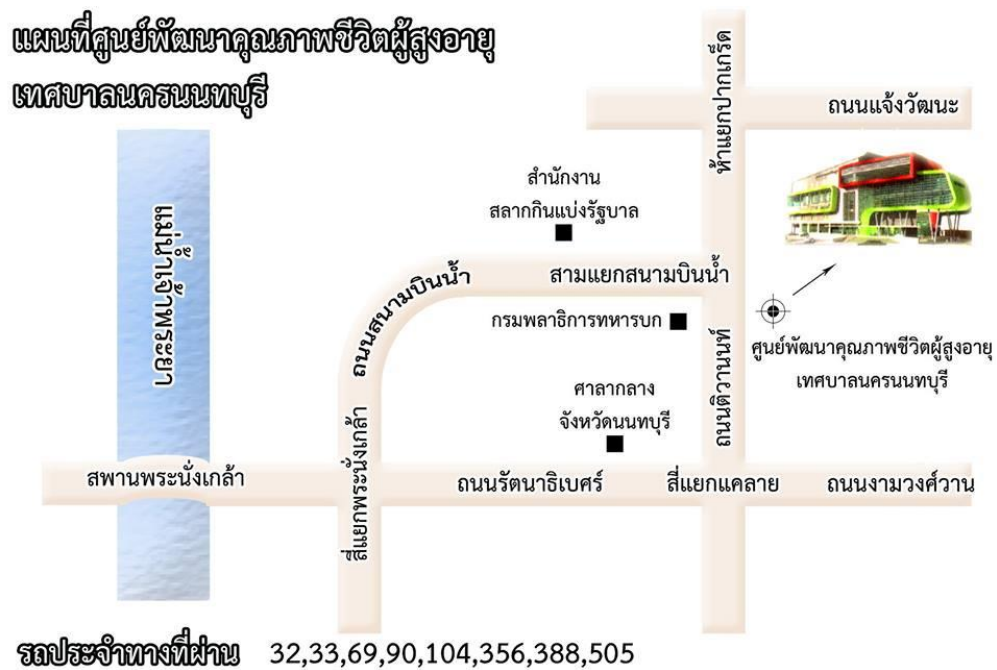 แผนที่ศูนย์พัฒนาคุณภาพชีวิตผู้สูงอายุ
เทศบาลนครนนทบุรี
ห้าแยกปากเกร็ด
ถนนแจ้งวัฒนะ
สำนักงาน
สลากกินแบ่งรัฐบาล
แม่น้ำเจ้าพระยา
ถนนสนามบินน้ำ
สามแยกสนามบินน้ำ
กรมพลาธิการทหารบก
ถนนติวานนท์
ศูนย์พัฒนาคุณภาพชีวิตผู้สูงอายุ
เทศบาลนครนนทบุรี
ศาลากลาง
จังหวัดนนทบุรี
สี่แยกพระนั่งเกล้า
สพานพระนั่งเกล้า
ถนนรัตนาธิเบศร์
สี่แยกแคลาย
ถนนงามวงศ์วาน
รถประจำทางที่ผ่าน 32,33,69,90,104,356,388,505